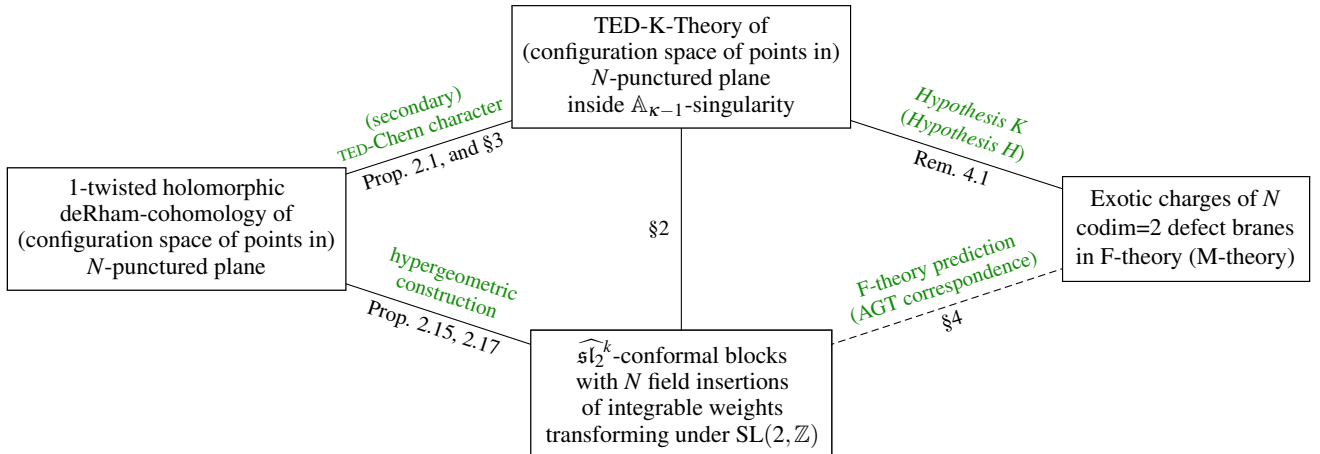 TED-K-Theory of
(configuration space of points in)
N-punctured plane
inside 𝔸κ−1-singularity
(secondary)
TED-Chern character
Prop. 2.1, and §3
Hypothesis K
(Hypothesis H)
Rem. 4.1
1-twisted holomorphic
deRham-cohomology of
(configuration space of points in)
N-punctured plane
§2
Exotic charges of N
codim=2 defect branes
in F-theory (M-theory)
hypergeometric
construction
Prop. 2.15, 2.17
F-theory prediction
(AGT correspondence)
§4
$\widehat{\mathfrak{sl}_2}^k$-conformal blocks
with N field insertions
of integrable weights
transforming under SL(2, ℤ)